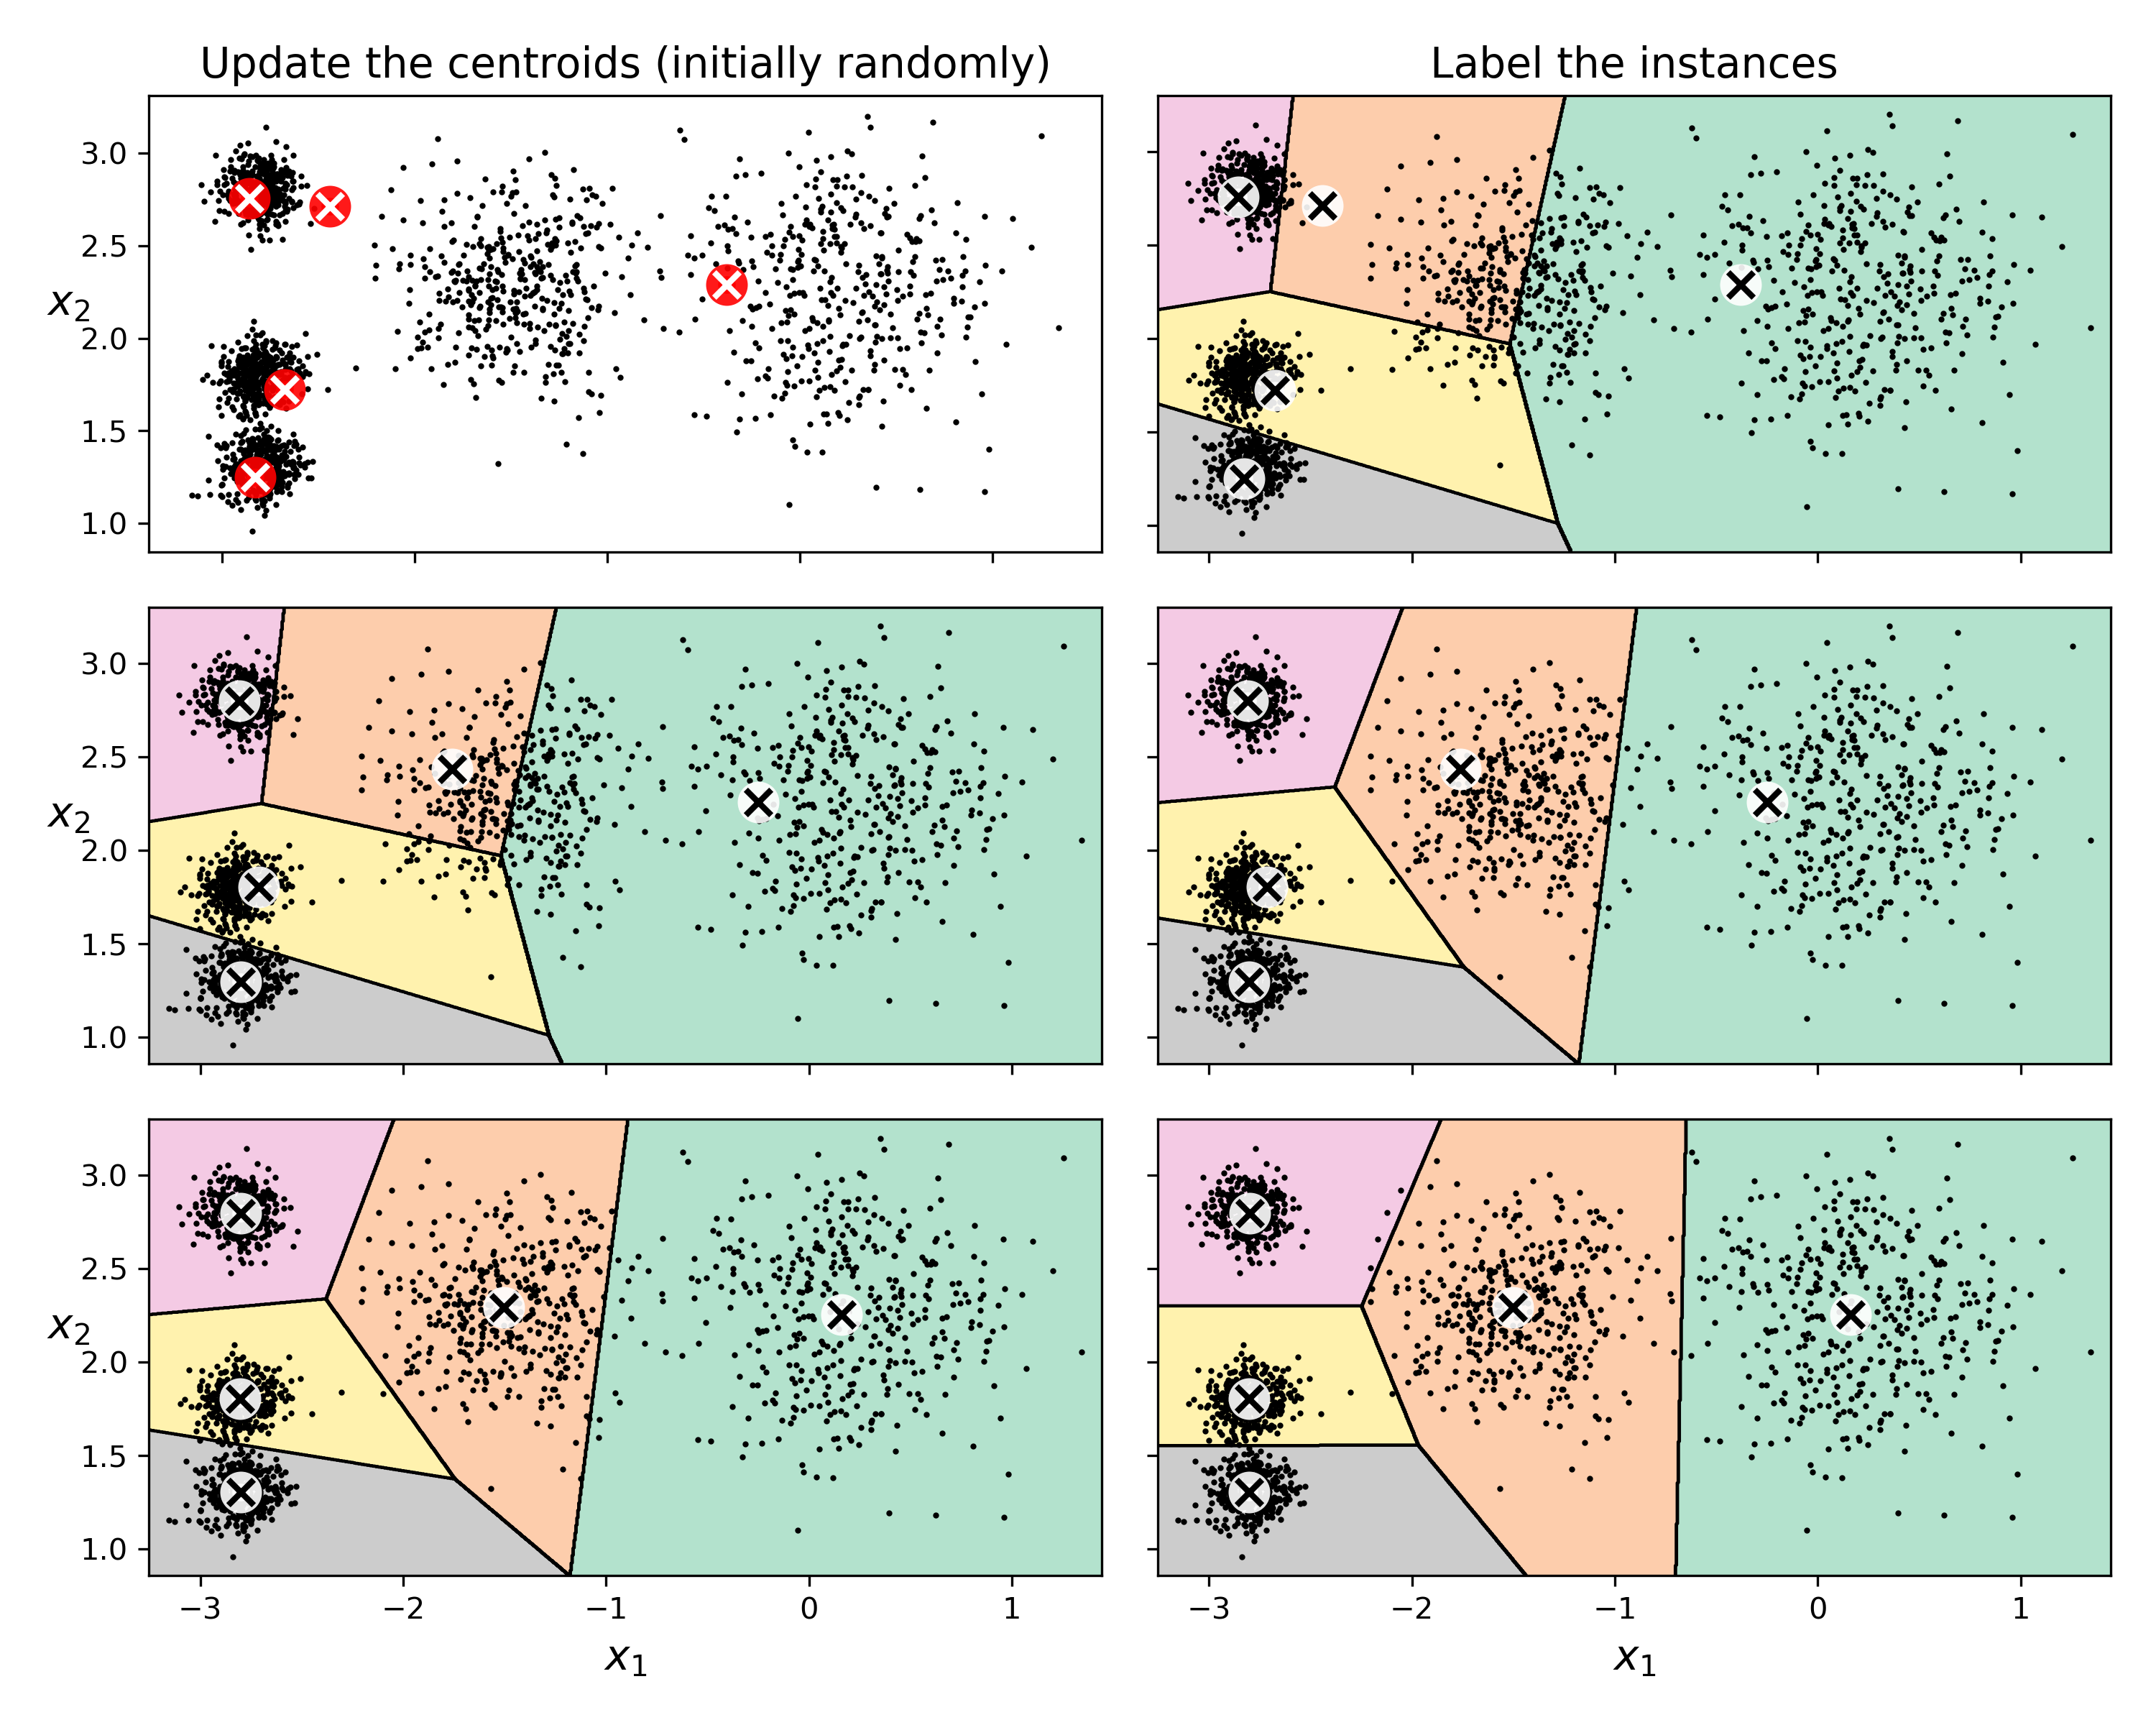 Update the centroids (initially randomly)
Label the instances
3.0
2.5
x₂
2.0
1.5
1.0
3.0
2.5
x₂
2.0
1.5
1.0
3.0
2.5
x₂
2.0
1.5
1.0
−3 −2 −1 0 1
−3 −2 −1 0 1
x₁
x₁